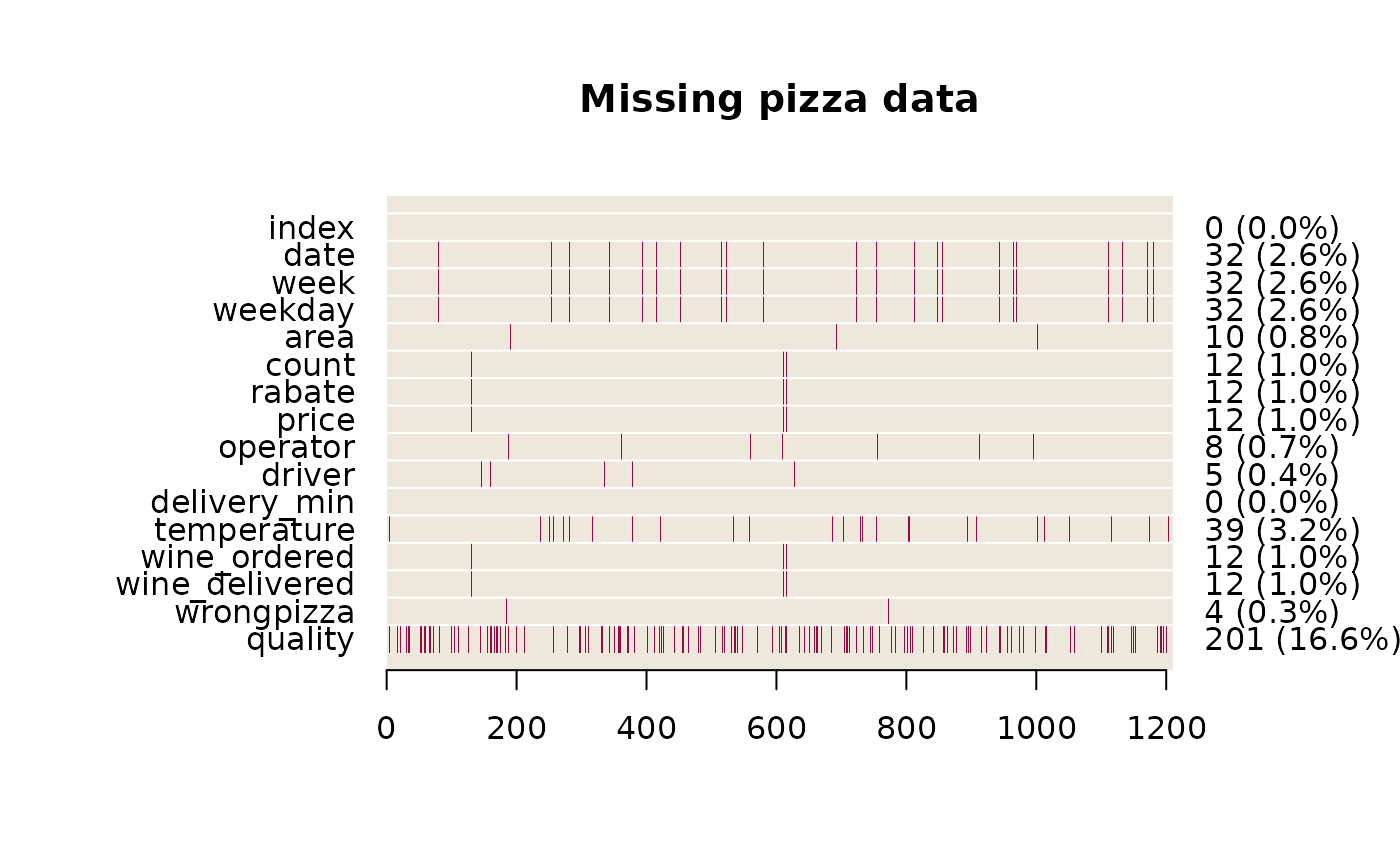 Missing pizza data
index 0 (0.0%)
date 32 (2.6%)
week 32 (2.6%)
weekday 32 (2.6%)
area 10 (0.8%)
count 12 (1.0%)
rabate 12 (1.0%)
price 12 (1.0%)
operator 8 (0.7%)
driver 5 (0.4%)
delivery_min 0 (0.0%)
temperature 39 (3.2%)
wine_ordered 12 (1.0%)
wine_delivered 12 (1.0%)
wrongpizza 4 (0.3%)
quality 201 (16.6%)
0 200 400 600 800 1000 1200